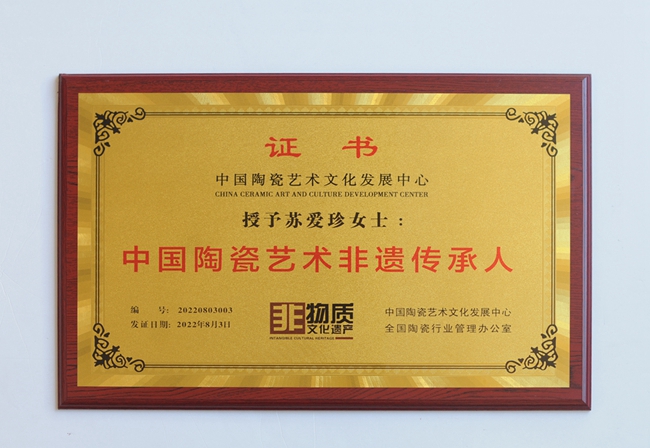 证 书
中国陶瓷艺术文化发展中心
CHINA CERAMIC ART AND CULTURE DEVELOPMENT CENTER
授予苏爱珍女士：
中国陶瓷艺术非遗传承人
编 号: 20220803003
发证日期: 2022年8月3日
非物质
文化遗产
INTANGIBLE CULTURAL HERITAGE
中国陶瓷艺术文化发展中心
全国陶瓷行业管理办公室